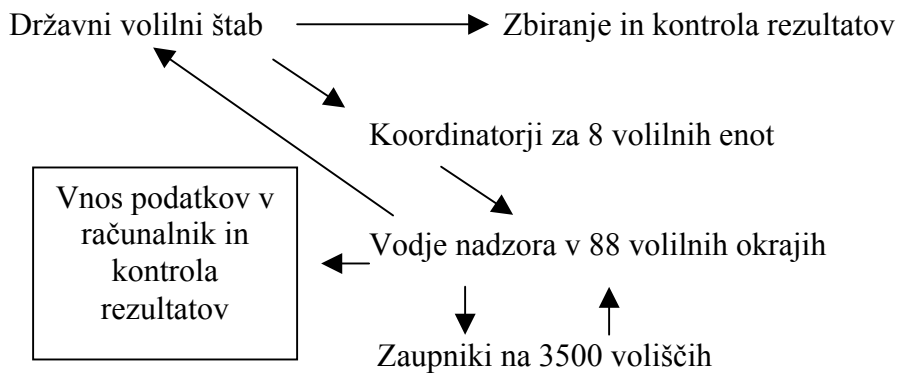 Državni volilni štab
Zbiranje in kontrola rezultatov
Koordinatorji za 8 volilnih enot
Vnos podatkov v
računalnik in
kontrola
rezultatov
Vodje nadzora v 88 volilnih okrajih
Zaupniki na 3500 voliščih